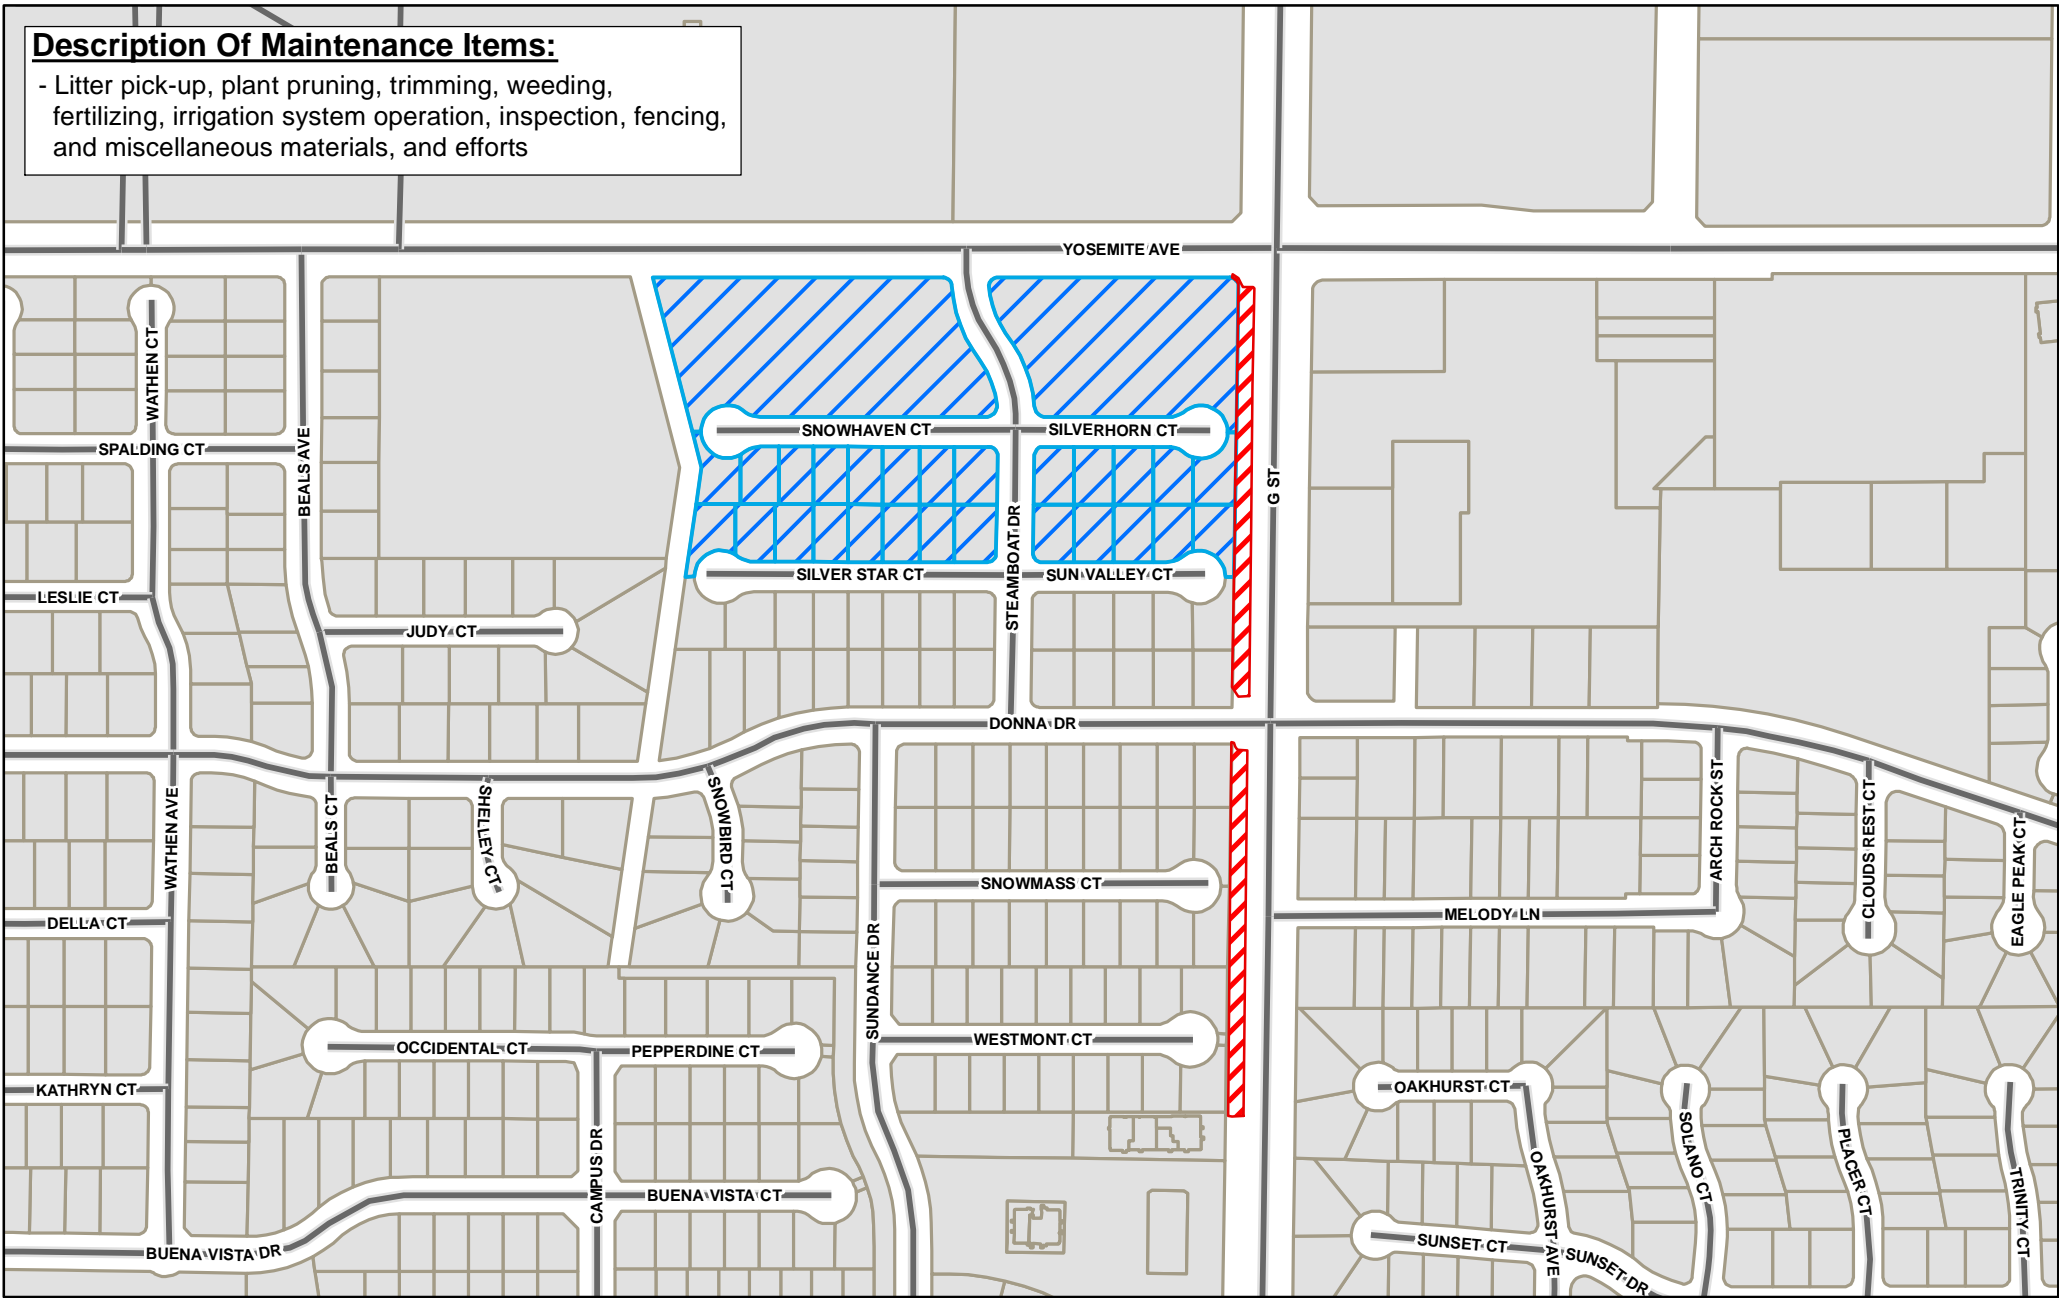 Description Of Maintenance Items:
- Litter pick-up, plant pruning, trimming, weeding,
fertilizing, irrigation system operation, inspection, fencing,
and miscellaneous materials, and efforts
YOSEMITE AVE
WATHEN CT
SPALDING CT
BEALS AVE
SNOWHAVEN CT
SILVERHORN CT
G ST
STEAMBOAT DR
SILVER STAR CT
SUN VALLEY CT
LESLIE CT
JUDY CT
DONNA DR
WATHEN AVE
BEALS CT
SHELLEY CT
SNOWBIRD CT
SNOWMASS CT
ARCH ROCK ST
CLOUDS REST CT
EAGLE PEAK CT
MELODY LN
DELLA CT
SUNDANCE DR
WESTMONT CT
OCCIDENTAL CT
PEPPERDINE CT
KATHRYN CT
OAKHURST CT
CAMPUS DR
BUENA VISTA CT
BUENA VISTA DR
OAKHURST AVE
SOLANO CT
PLACER CT
TRINITY CT
SUNSET CT
SUNSET DR